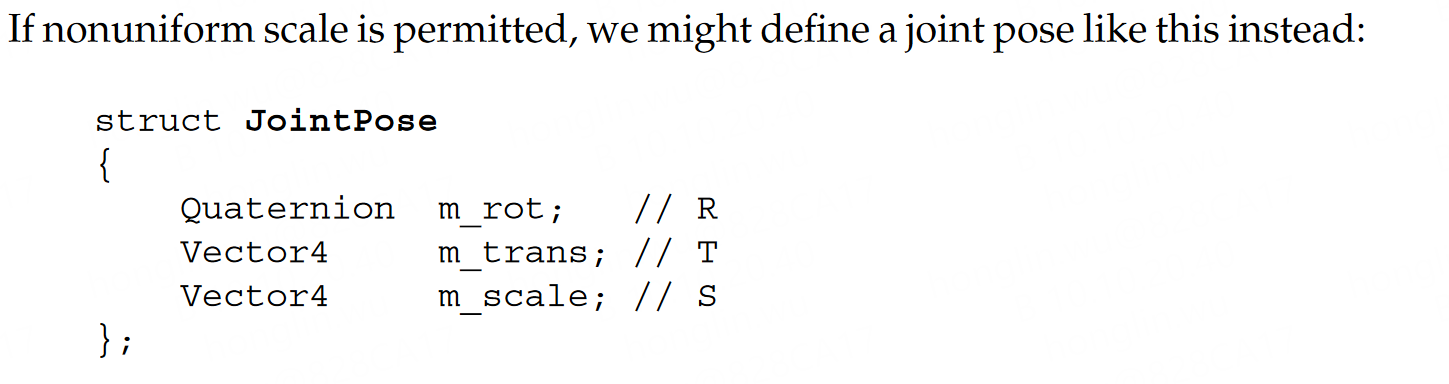 If nonuniform scale is permitted, we might define a joint pose like this instead:
struct JointPose
{
    Quaternion  m_rot;   // R
    Vector4     m_trans; // T
    Vector4     m_scale; // S
};